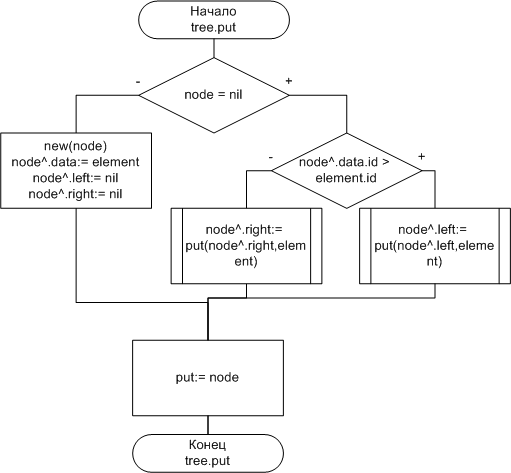 Начало
tree.put
-
+
node = nil
new(node)
node^.data:= element
node^.left:= nil
node^.right:= nil
-
+
node^.data.id >
element.id
node^.right:=
put(node^.right,elem
ent)
node^.left:=
put(node^.left,eleme
nt)
put:= node
Конец
tree.put